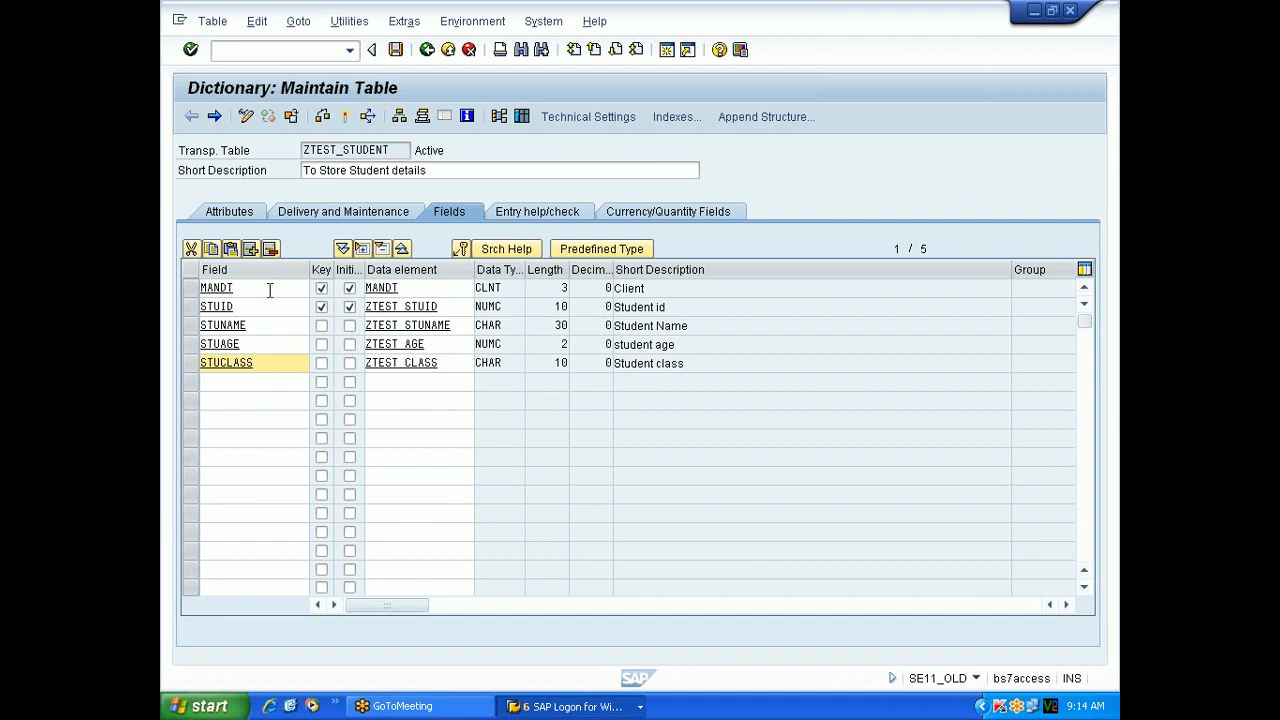 Table Edit Goto Utilities Extras Environment System Help
Dictionary: Maintain Table
Technical Settings Indexes... Append Structure...
Transp. Table ZTEST_STUDENT Active
Short Description To Store Student details
Attributes Delivery and Maintenance Fields Entry help/check Currency/Quantity Fields
Srch Help Predefined Type 1 / 5
Field Key Initi... Data element Data Ty... Length Decim... Short Description Group
MANDT MANDT CLNT 3 0 Client
STUID ZTEST_STUID NUMC 10 0 Student id
STUNAME ZTEST_STUNAME CHAR 30 0 Student Name
STUAGE ZTEST_AGE NUMC 2 0 student age
STUCLASS ZTEST_CLASS CHAR 10 0 Student class
SAP SE11_OLD bs7access INS
start GoToMeeting 6 SAP Logon for Wi... 9:14 AM